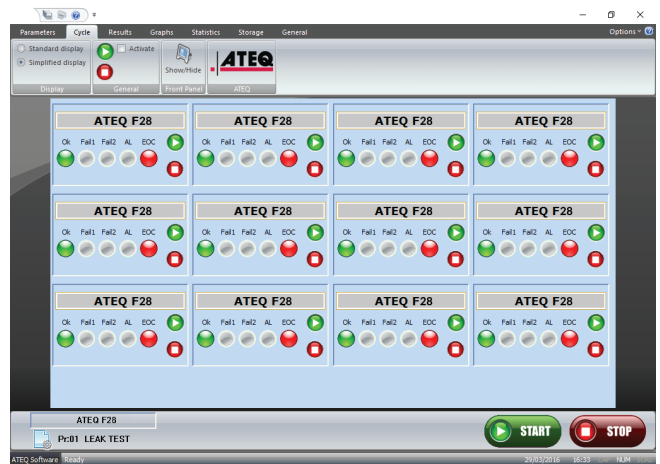 Parameters Cycle Results Graphs Statistics Storage General Options
Standard display Activate
Simplified display Show/Hide ATEQ
Display General Front Panel ATEQ
ATEQ F28 ATEQ F28 ATEQ F28 ATEQ F28
Ok Fail1 Fail2 AL EOC Ok Fail1 Fail2 AL EOC Ok Fail1 Fail2 AL EOC Ok Fail1 Fail2 AL EOC
ATEQ F28 ATEQ F28 ATEQ F28 ATEQ F28
Ok Fail1 Fail2 AL EOC Ok Fail1 Fail2 AL EOC Ok Fail1 Fail2 AL EOC Ok Fail1 Fail2 AL EOC
ATEQ F28 ATEQ F28 ATEQ F28 ATEQ F28
Ok Fail1 Fail2 AL EOC Ok Fail1 Fail2 AL EOC Ok Fail1 Fail2 AL EOC Ok Fail1 Fail2 AL EOC
ATEQ F28
Pr:01 LEAK TEST START STOP
ATEQ Software Ready 29/03/2016 16:33 CAP NUM